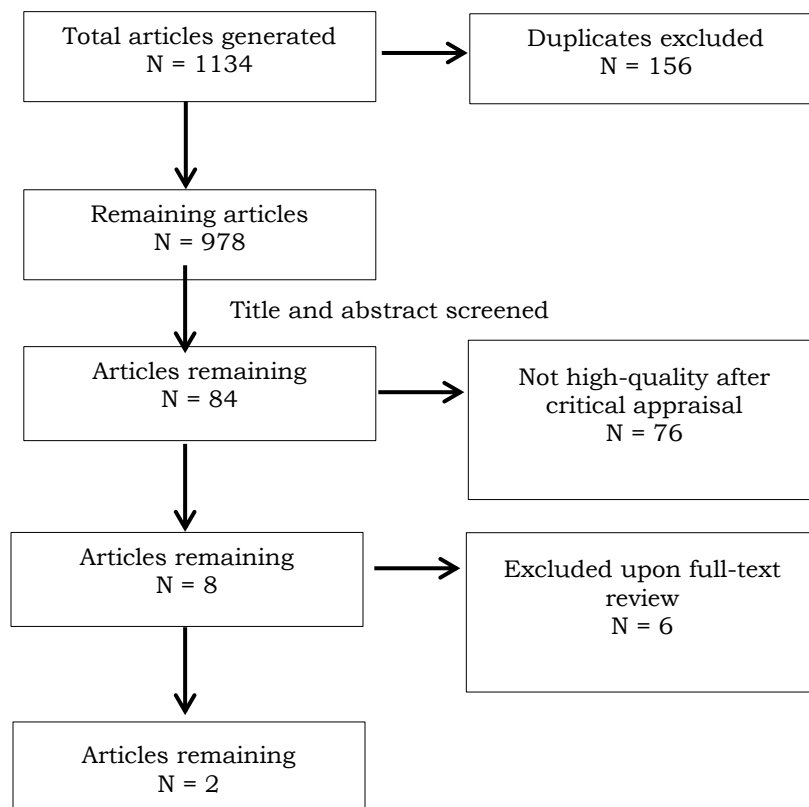 Total articles generated
N = 1134
Duplicates excluded
N = 156
Remaining articles
N = 978
Title and abstract screened
Articles remaining
N = 84
Not high-quality after
critical appraisal
N = 76
Articles remaining
N = 8
Excluded upon full-text
review
N = 6
Articles remaining
N = 2